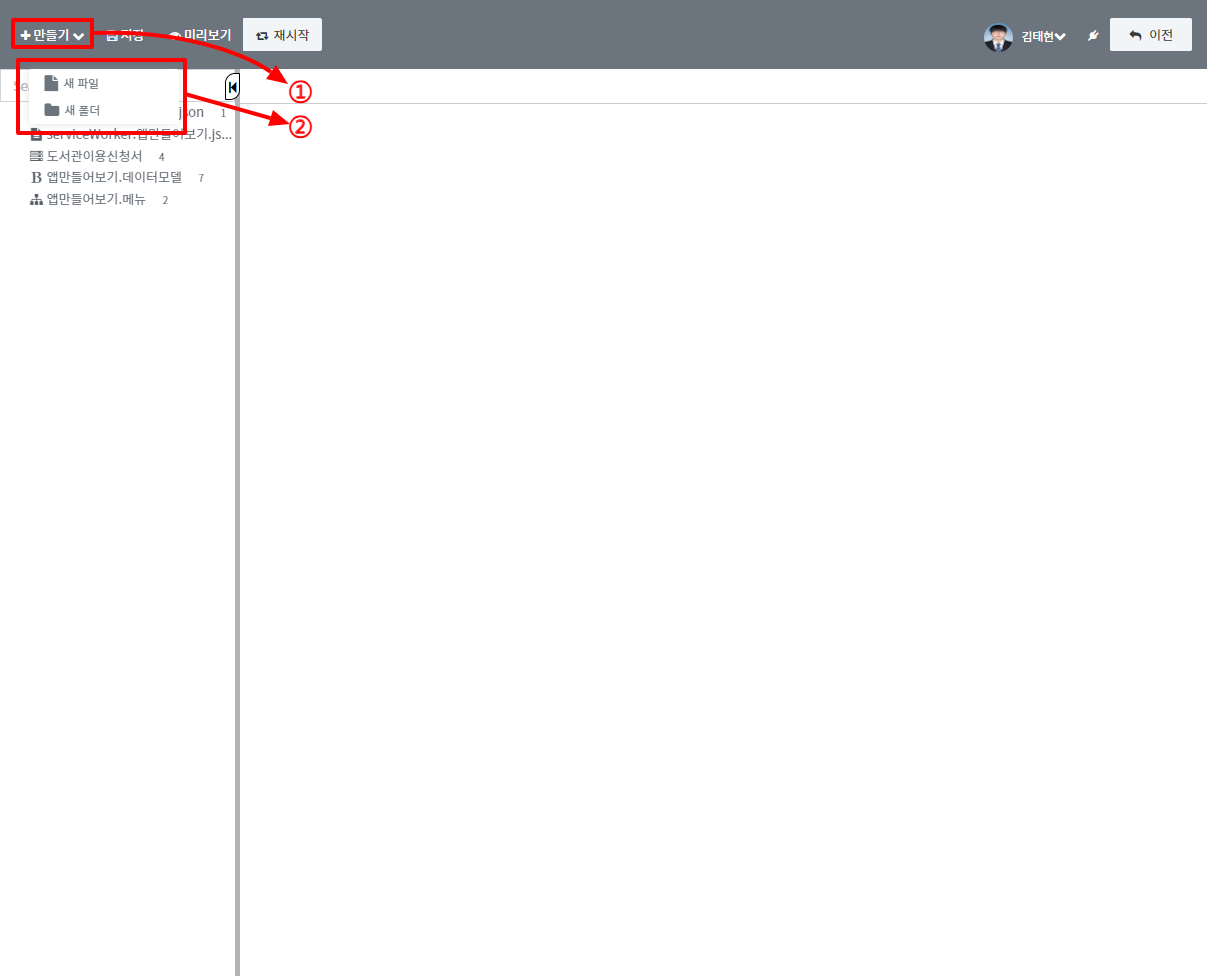 만들기 저장 미리보기 재시작 김태현 이전
①
새 파일
새 폴더
json 1
②
serviceWorker.앱만들어보기.js...
도서관이용신청서 4
B 앱만들어보기.데이터모델 7
앱만들어보기.메뉴 2